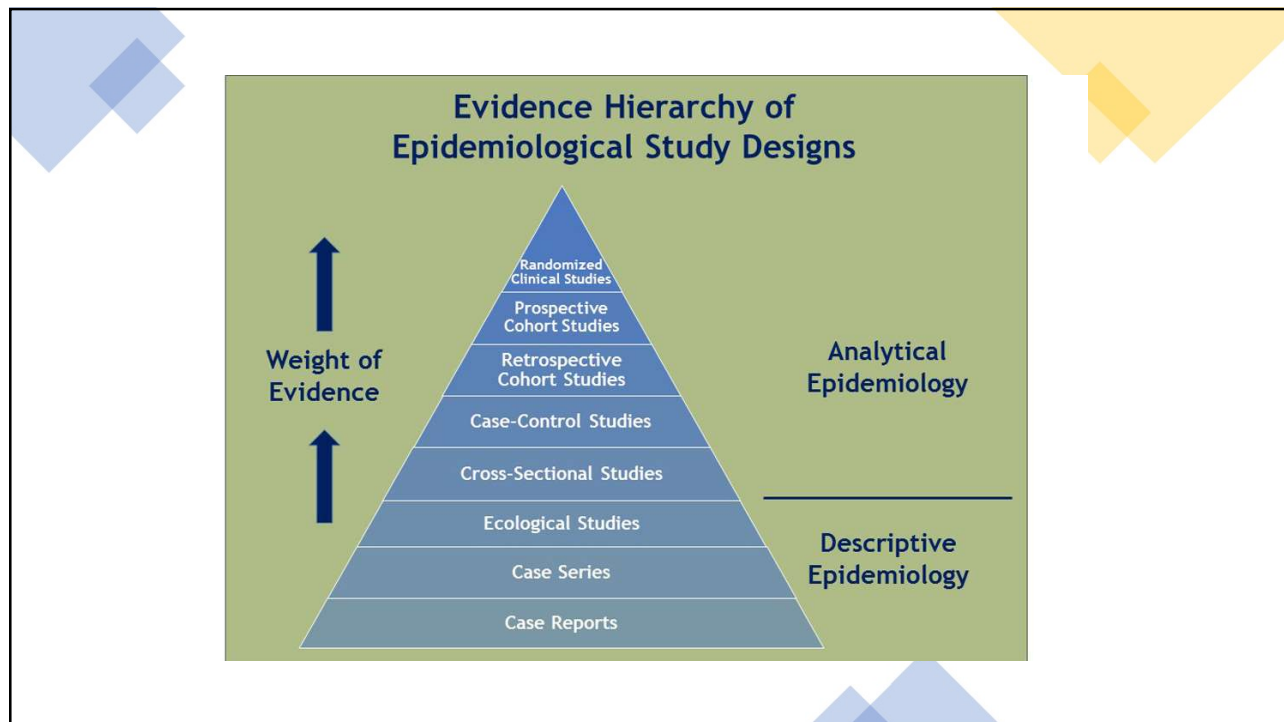 Evidence Hierarchy of
Epidemiological Study Designs
Randomized
Clinical Studies
Prospective
Cohort Studies
Retrospective
Cohort Studies
Case-Control Studies
Cross-Sectional Studies
Ecological Studies
Case Series
Case Reports
Weight of
Evidence
Analytical
Epidemiology
Descriptive
Epidemiology